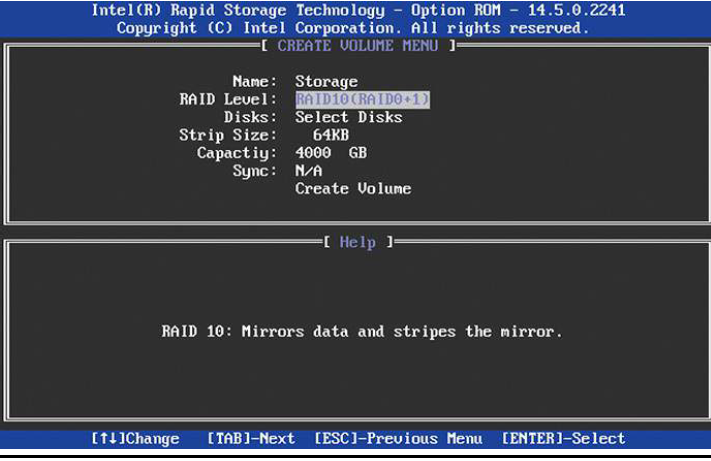 Intel(R) Rapid Storage Technology - Option ROM - 14.5.0.2241
Copyright (C) Intel Corporation. All rights reserved.
[ CREATE VOLUME MENU ]
Name: Storage
RAID Level: RAID10(RAID0+1)
Disks: Select Disks
Strip Size: 64KB
Capactiy: 4000 GB
Sync: N/A
Create Volume
[ Help ]
RAID 10: Mirrors data and stripes the mirror.
[↑↓]Change [TAB]-Next [ESC]-Previous Menu [ENTER]-Select